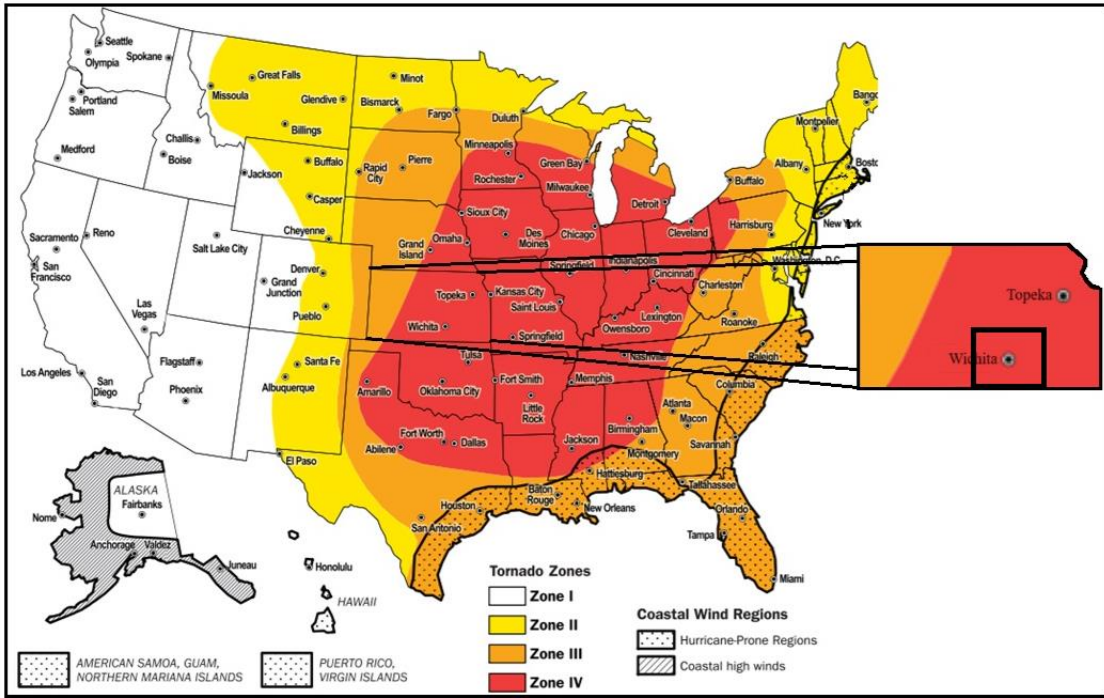 Seattle
Olympia
Spokane
Portland
Salem
Medford
Challis
Boise
Great Falls
Missoula
Glendive
Billings
Minot
Bismarck
Fargo
Duluth
Minneapolis
Buffalo
Jackson
Casper
Cheyenne
Rapid
City
Pierre
Rochester
Green Bay
Milwaukee
Detroit
Buffalo
Albany
Montpelier
Bango
Boston
New York
Harrisburg
Washington, D.C.
Sioux City
Grand
Island
Omaha
Des
Moines
Chicago
Cleveland
Sacramento
San
Francisco
Reno
Salt Lake City
Denver
Grand
Junction
Pueblo
Topeka
Kansas City
Springfield
Indianapolis
Cincinnati
Charleston
Saint Louis
Lexington
Owensboro
Roanoke
Wichita
Springfield
Nashville
Raleigh
Las
Vegas
Los Angeles
San
Diego
Flagstaff
Phoenix
Santa Fe
Albuquerque
El Paso
Amarillo
Tulsa
Oklahoma City
Fort Smith
Little
Rock
Memphis
Columbia
Atlanta
Macon
Birmingham
Montgomery
Savannah
Fort Worth
Dallas
Abilene
Jackson
Hattiesburg
Tallahassee
Baton
Rouge
New Orleans
Houston
San Antonio
Orlando
Tampa
Miami
Topeka
Wichita
ALASKA
Fairbanks
Nome
Anchorage
Valdez
Juneau
Honolulu
HAWAII
AMERICAN SAMOA, GUAM,
NORTHERN MARIANA ISLANDS
PUERTO RICO,
VIRGIN ISLANDS
Tornado Zones
Zone I
Zone II
Zone III
Zone IV
Coastal Wind Regions
Hurricane-Prone Regions
Coastal high winds